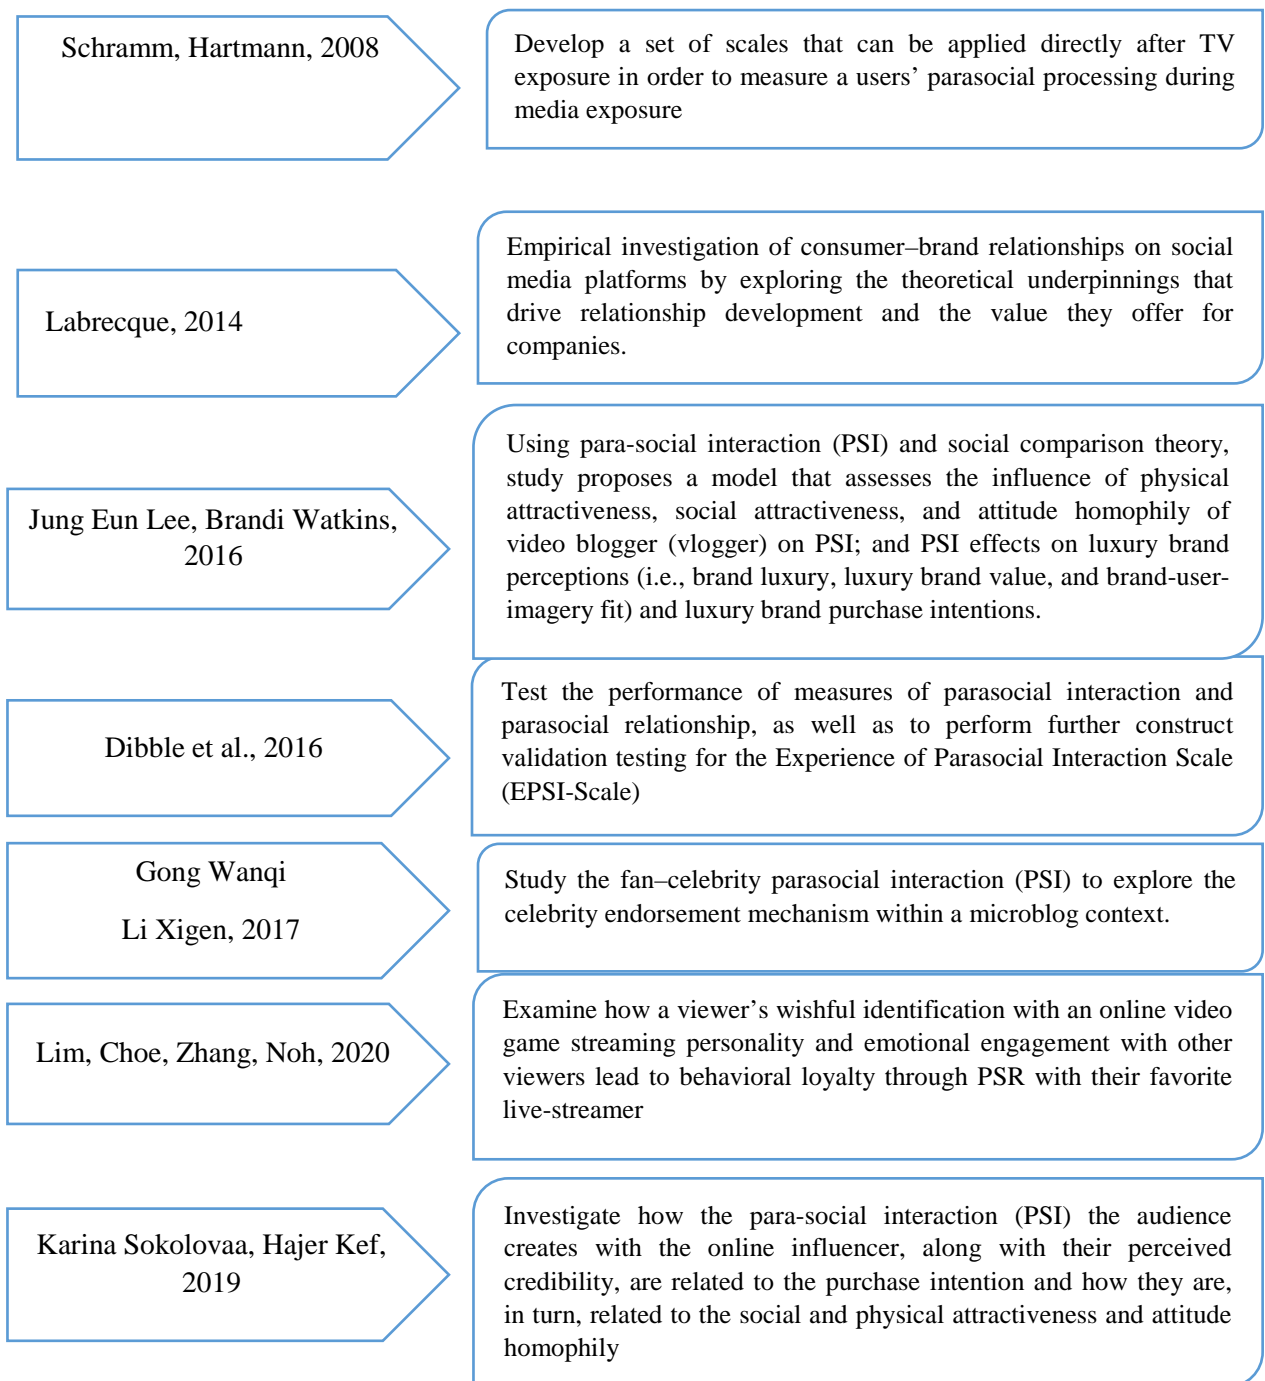 Schramm, Hartmann, 2008
Develop a set of scales that can be applied directly after TV
exposure in order to measure a users’ parasocial processing during
media exposure
Labrecque, 2014
Empirical investigation of consumer–brand relationships on social
media platforms by exploring the theoretical underpinnings that
drive relationship development and the value they offer for
companies.
Jung Eun Lee, Brandi Watkins,
2016
Using para-social interaction (PSI) and social comparison theory,
study proposes a model that assesses the influence of physical
attractiveness, social attractiveness, and attitude homophily of
video blogger (vlogger) on PSI; and PSI effects on luxury brand
perceptions (i.e., brand luxury, luxury brand value, and brand-user-
imagery fit) and luxury brand purchase intentions.
Dibble et al., 2016
Test the performance of measures of parasocial interaction and
parasocial relationship, as well as to perform further construct
validation testing for the Experience of Parasocial Interaction Scale
(EPSI-Scale)
Gong Wanqi
Li Xigen, 2017
Study the fan–celebrity parasocial interaction (PSI) to explore the
celebrity endorsement mechanism within a microblog context.
Lim, Choe, Zhang, Noh, 2020
Examine how a viewer’s wishful identification with an online video
game streaming personality and emotional engagement with other
viewers lead to behavioral loyalty through PSR with their favorite
live-streamer
Karina Sokolovaa, Hajer Kef,
2019
Investigate how the para-social interaction (PSI) the audience
creates with the online influencer, along with their perceived
credibility, are related to the purchase intention and how they are,
in turn, related to the social and physical attractiveness and attitude
homophily